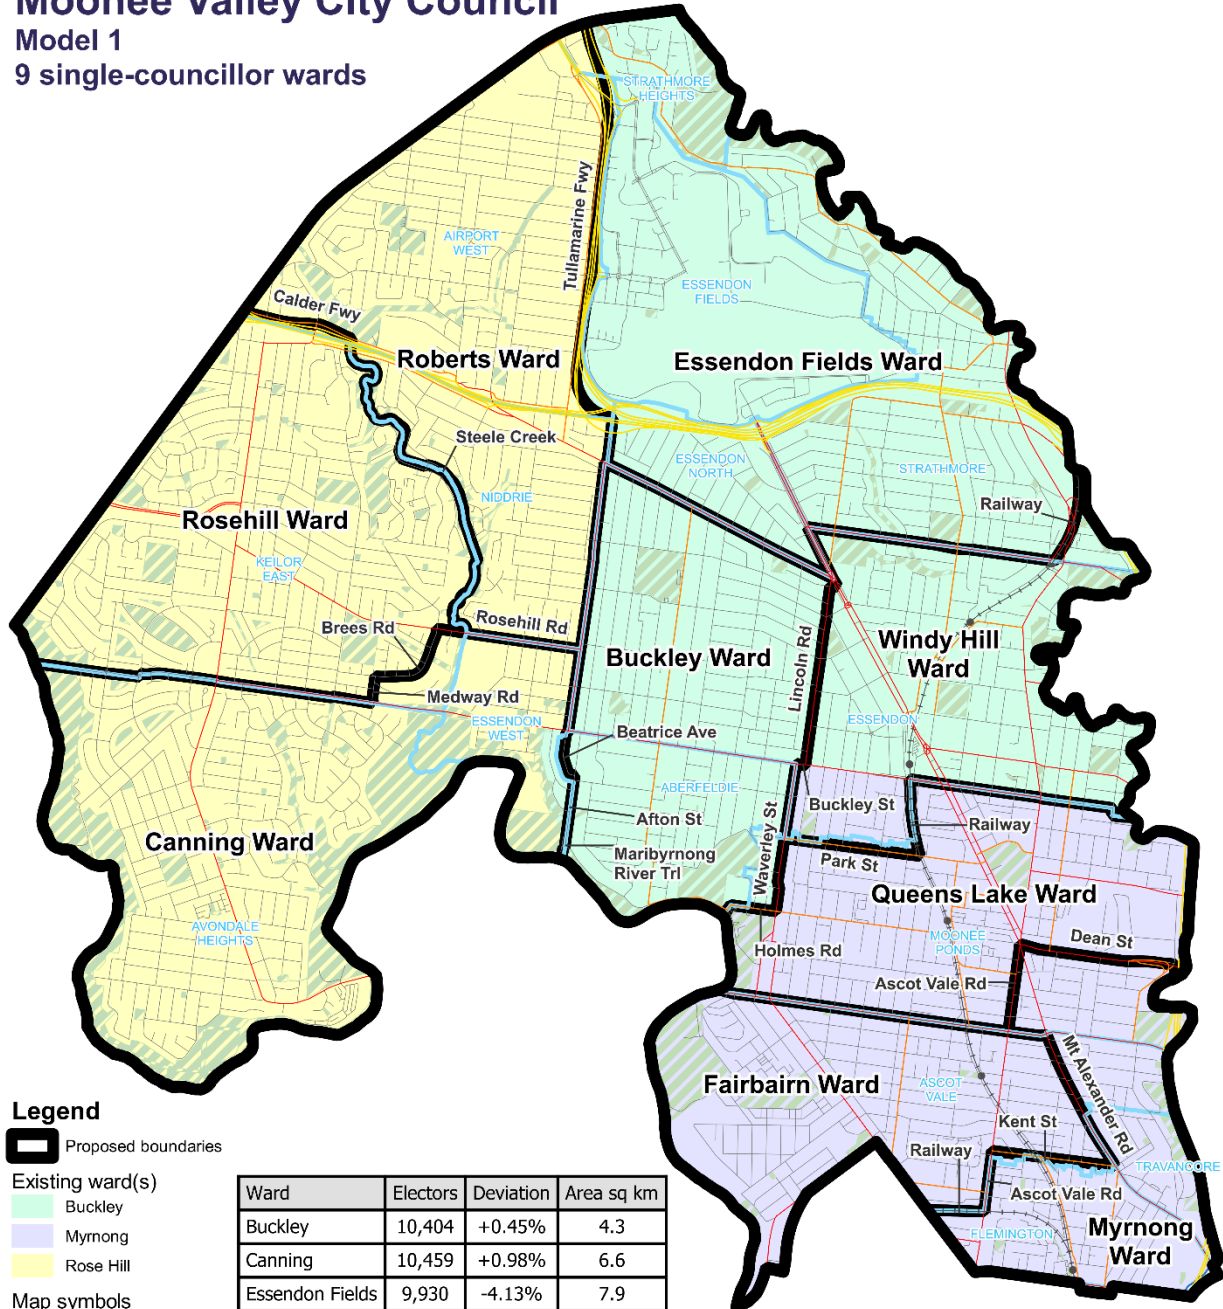 Moonee Valley City Council
Model 1
9 single-councillor wards
STRATHMORE
HEIGHTS
Tullamarine Fwy
AIRPORT
WEST
ESSENDON
FIELDS
Calder Fwy
Roberts Ward
Essendon Fields Ward
Steele Creek
ESSENDON
NORTH
STRATHMORE
NIDDRIE
Railway
Rosehill Ward
KEILOR
EAST
Brees Rd
Rosehill Rd
Lincoln Rd
Windy Hill
Ward
Buckley Ward
Medway Rd
ESSENDON
WEST
ESSENDON
Beatrice Ave
ABERFELDIE
Buckley St
Afton St
Railway
Waverley St
Canning Ward
Maribyrnong
River Trl
Park St
Queens Lake Ward
AVONDALE
HEIGHTS
MOONEE
PONDS
Dean St
Holmes Rd
Ascot Vale Rd
Mt Alexander Rd
Fairbairn Ward
ASCOT
VALE
Kent St
Railway
TRAVANCORE
Ascot Vale Rd
FLEMINGTON
Myrnong
Ward
Legend
Proposed boundaries
Existing ward(s)
Buckley
Myrnong
Rose Hill
Map symbols
Ward Electors Deviation Area sq km
Buckley 10,404 +0.45% 4.3
Canning 10,459 +0.98% 6.6
Essendon Fields 9,930 -4.13% 7.9